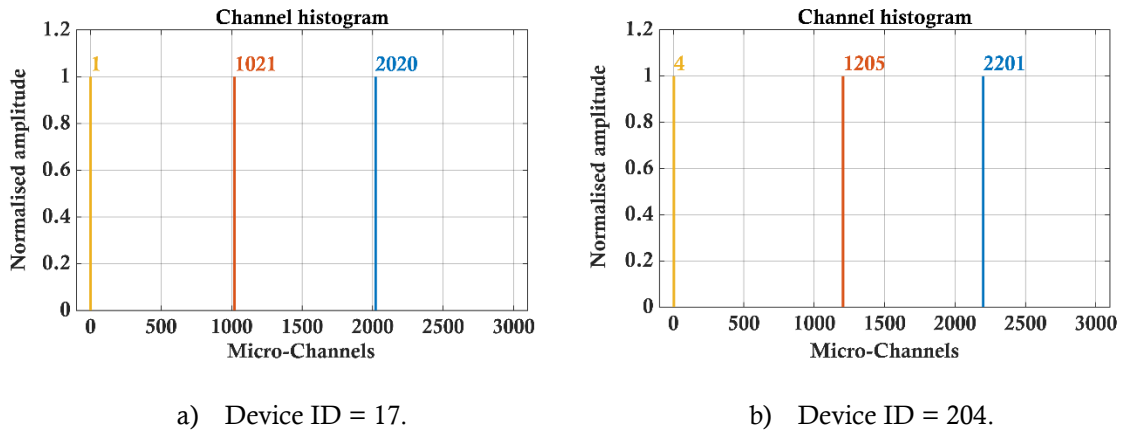 Channel histogram
1.2
1
0.8
0.6
0.4
0.2
0
Normalised amplitude
1
1021
2020
0 500 1000 1500 2000 2500 3000
Micro-Channels
a) Device ID = 17.
Channel histogram
1.2
1
0.8
0.6
0.4
0.2
0
Normalised amplitude
4
1205
2201
0 500 1000 1500 2000 2500 3000
Micro-Channels
b) Device ID = 204.